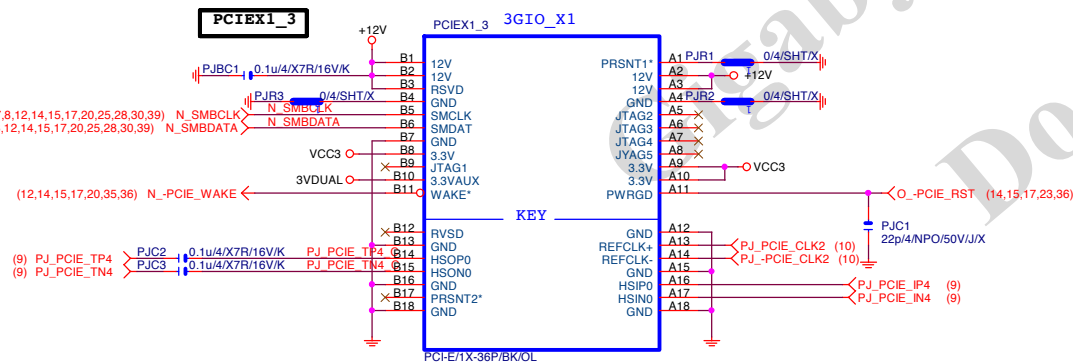 PCIEX1_3
PCIEX1_3
3GIO_X1
+12V
B1 12V
B2 12V
B3 RSVD
B4 GND
B5 SMCLK
B6 SMDAT
B7 GND
B8 3.3V
B9 JTAG1
B10 3.3VAUX
B11 WAKE*
KEY
B12 RVSD
B13 GND
B14 HSOP0
B15 HSON0
B16 GND
B17 PRSNT2*
B18 GND
PRSNT1* A1
12V A2
12V A3
GND A4
JTAG2 A5
JTAG3 A6
JTAG4 A7
JYAG5 A8
3.3V A9
3.3V A10
PWRGD A11
GND A12
REFCLK+ A13
REFCLK- A14
GND A15
HSIP0 A16
HSIN0 A17
GND A18
PJBC1 0.1u/4/X7R/16V/K
PJR3 0/4/SHT/X
,8,12,14,15,17,20,25,28,30,39) N_SMBCLK N_SMBCLK
,12,14,15,17,20,25,28,30,39) N_SMBDATA N_SMBDATA
VCC3
3VDUAL
(12,14,15,17,20,35,36) N_-PCIE_WAKE
(9) PJ_PCIE_TP4 PJC2 0.1u/4/X7R/16V/K PJ_PCIE_TP4_C
(9) PJ_PCIE_TN4 PJC3 0.1u/4/X7R/16V/K PJ_PCIE_TN4_C
PJR1 0/4/SHT/X
+12V
PJR2 0/4/SHT/X
VCC3
O_-PCIE_RST (14,15,17,23,36)
PJC1
22p/4/NPO/50V/J/X
PJ_PCIE_CLK2 (10)
PJ_-PCIE_CLK2 (10)
PJ_PCIE_IP4 (9)
PJ_PCIE_IN4 (9)
PCI-E/1X-36P/BK/OL
Gigaby
Do